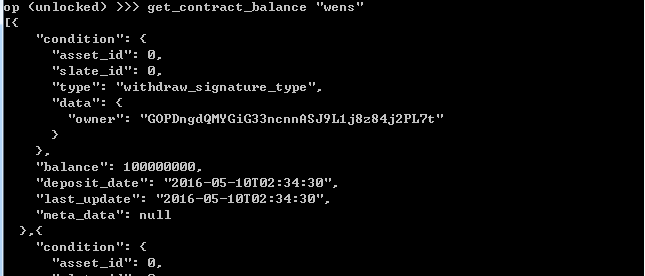 op (unlocked) >>> get_contract_balance "wens"
[{
"condition": {
"asset_id": 0,
"slate_id": 0,
"type": "withdraw_signature_type",
"data": {
"owner": "GOPDngdQMYGiG33ncnnASJ9L1j8z84j2PL7t"
}
},
"balance": 100000000,
"deposit_date": "2016-05-10T02:34:30",
"last_update": "2016-05-10T02:34:30",
"meta_data": null
},{
"condition": {
"asset_id": 0,